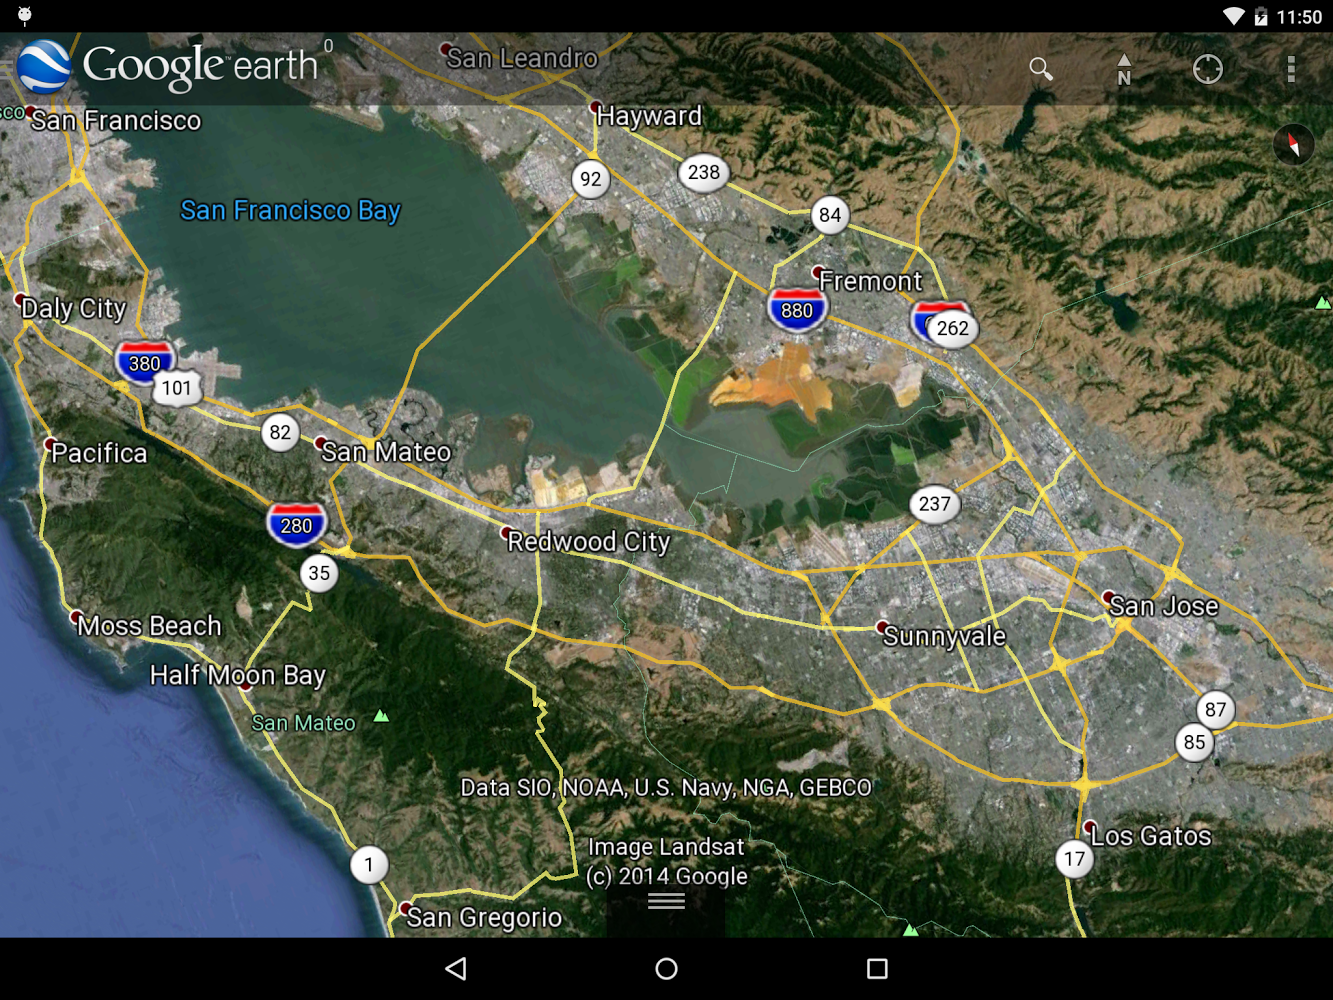 11:50
Google earth
0
N
San Leandro
sco
San Francisco
Hayward
92
238
84
San Francisco Bay
Fremont
880
262
Daly City
380
101
82
San Mateo
Pacifica
237
280
Redwood City
35
San Jose
Moss Beach
Sunnyvale
Half Moon Bay
San Mateo
87
85
Data SIO, NOAA, U.S. Navy, NGA, GEBCO
Image Landsat
(c) 2014 Google
Los Gatos
17
1
San Gregorio